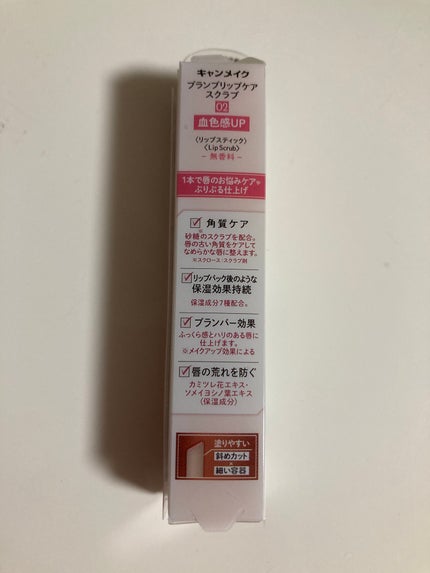 キャンメイク
プランプリップケア
スクラブ
02
血色感UP
〈リップスティック〉
〈Lip Scrub〉
－無香料－
1本で唇のお悩みケア*
ぷりぷる仕上げ
角質ケア
砂糖*のスクラブを配合。
唇の古い角質をケアして
なめらかな唇に整えます。
※スクロース:スクラブ剤
リップパック後のような
保湿効果持続
保湿成分7種配合。
プランパー効果
ふっくら感とハリのある唇に
仕上げます。
※メイクアップ効果による
唇の荒れを防ぐ
カミツレ花エキス・
ソメイヨシノ葉エキス
(保湿成分)
塗りやすい
斜めカット
×
細い容器